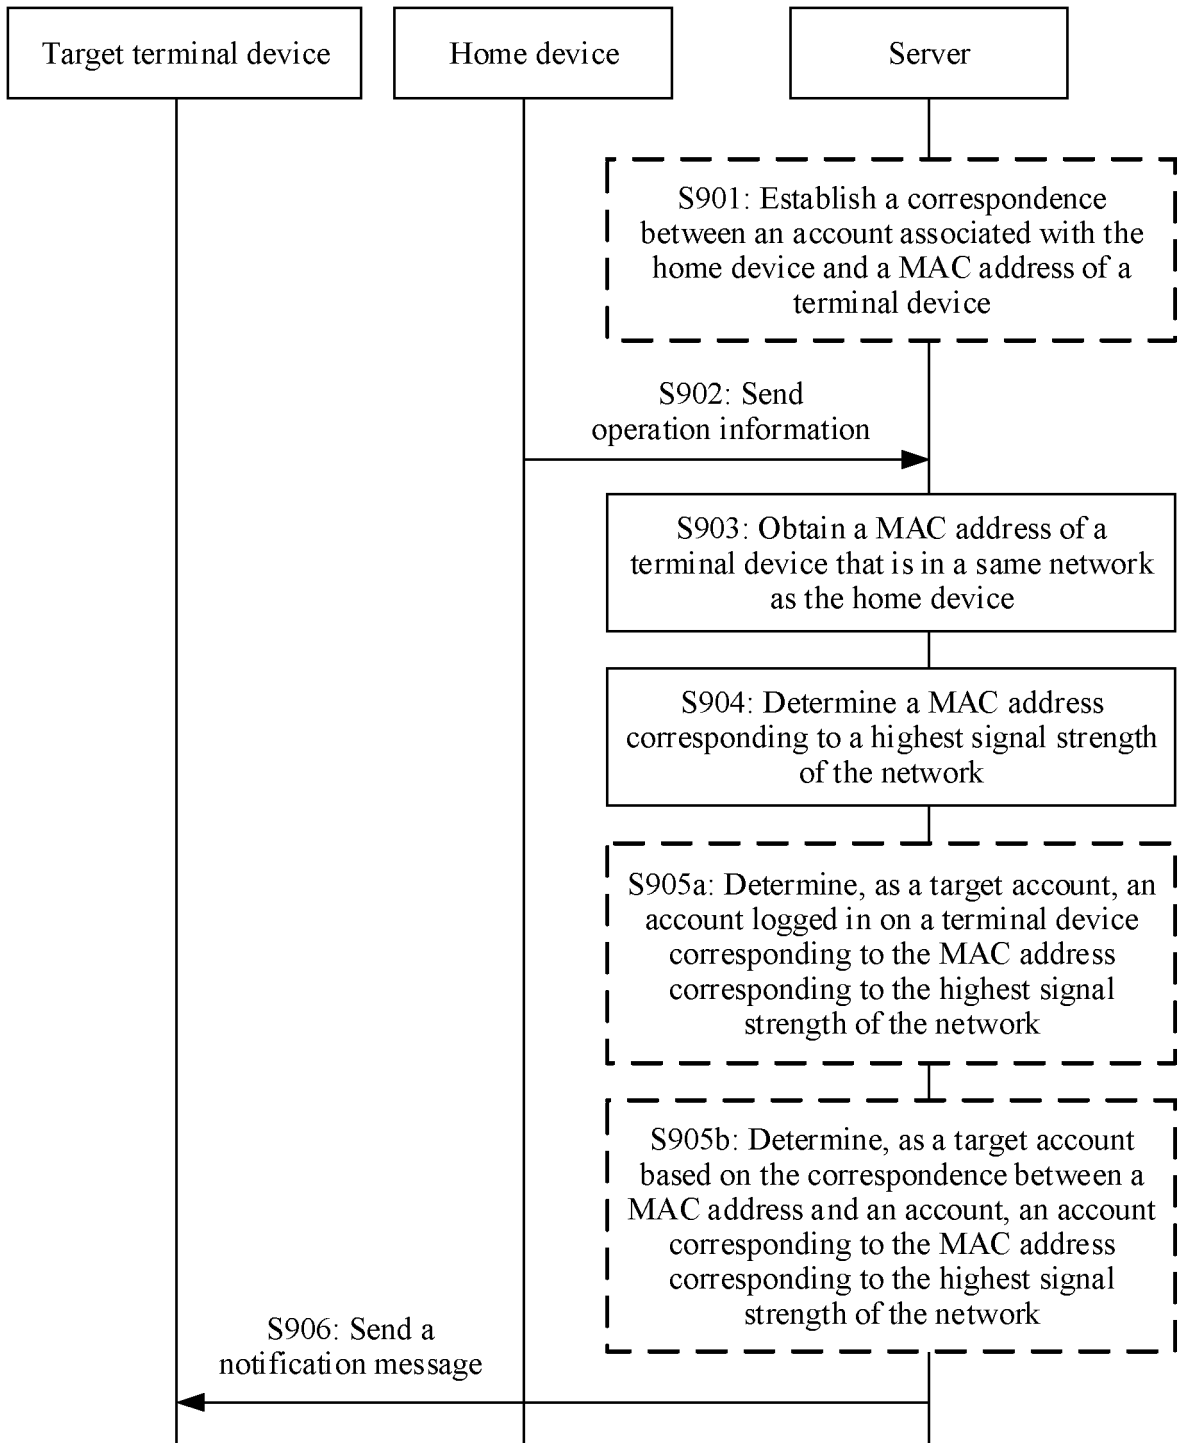 Target terminal device
Home device
Server
S901: Establish a correspondence
between an account associated with the
home device and a MAC address of a
terminal device
S902: Send
operation information
S903: Obtain a MAC address of a
terminal device that is in a same network
as the home device
S904: Determine a MAC address
corresponding to a highest signal strength
of the network
S905a: Determine, as a target account, an
account logged in on a terminal device
corresponding to the MAC address
corresponding to the highest signal
strength of the network
S905b: Determine, as a target account
based on the correspondence between a
MAC address and an account, an account
corresponding to the MAC address
corresponding to the highest signal
strength of the network
S906: Send a
notification message